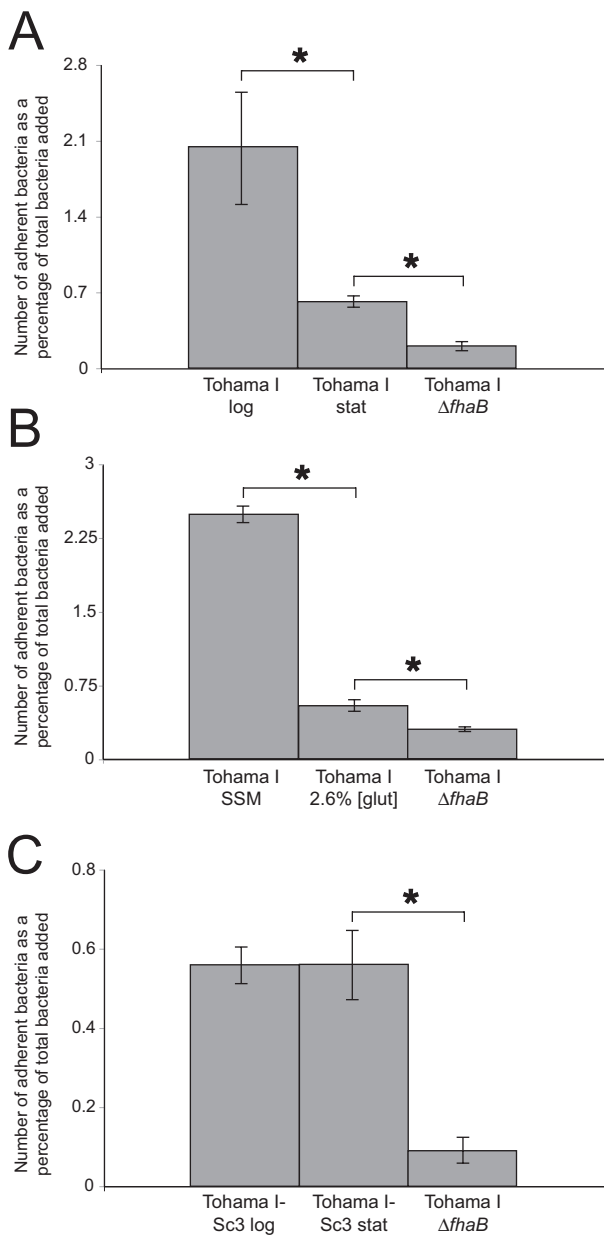 A
Number of adherent bacteria as a
percentage of total bacteria added
2.8
2.1
1.4
0.7
0
*
*
Tohama I
log
Tohama I
stat
Tohama I
ΔfhaB
B
Number of adherent bacteria as a
percentage of total bacteria added
3
2.25
1.5
0.75
0
*
*
Tohama I
SSM
Tohama I
2.6% [glut]
Tohama I
ΔfhaB
C
Number of adherent bacteria as a
percentage of total bacteria added
0.8
0.6
0.4
0.2
0
*
Tohama I-
Sc3 log
Tohama I-
Sc3 stat
Tohama I
ΔfhaB